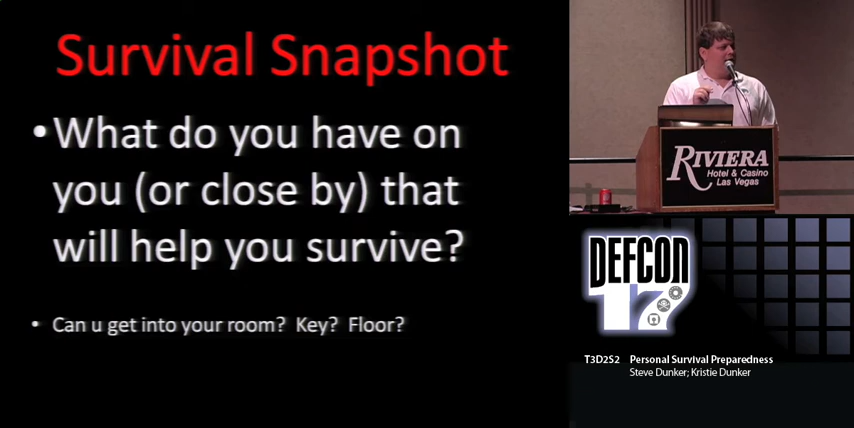 Survival Snapshot
•What do you have on
you (or close by) that
will help you survive?
• Can u get into your room?  Key?  Floor?
RIVIERA
Hotel & Casino
Las Vegas
DEFCON
17
T3D2S2 Personal Survival Preparedness
Steve Dunker; Kristie Dunker